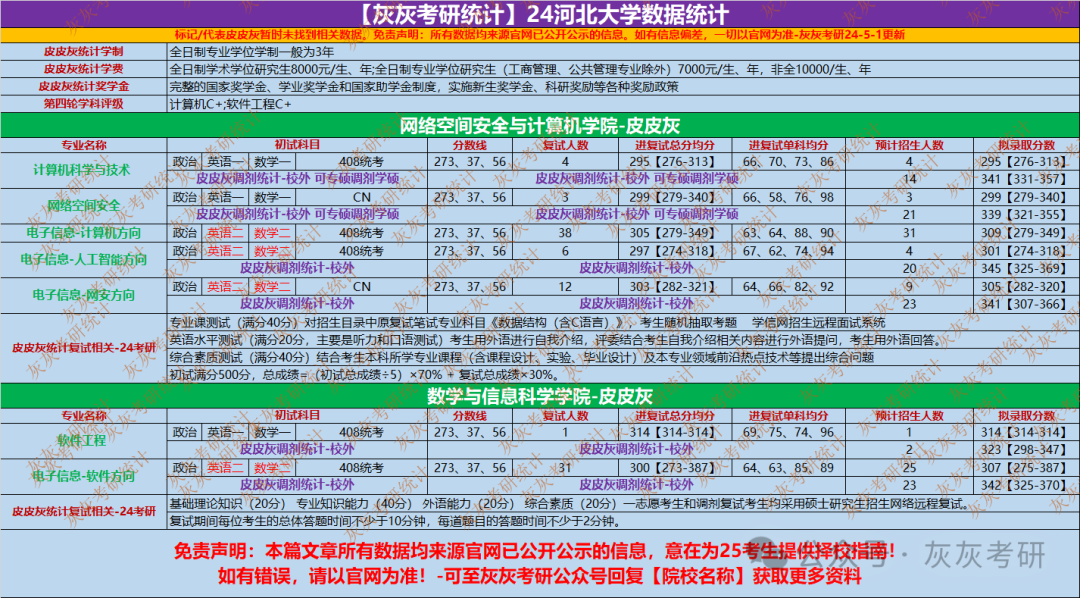 【灰灰考研统计】24河北大学数据统计
标记/代表皮皮灰暂时未找到相关数据。免责声明：所有数据均来源官网已公开公示的信息。如有信息偏差，一切以官网为准-灰灰考研24-5-1更新
皮皮灰统计学制 全日制专业学位学制一般为3年
皮皮灰统计学费 全日制学术学位研究生8000元/生、年;全日制专业学位研究生（工商管理、公共管理专业除外）7000元/生、年，非全10000/生、年
皮皮灰统计奖学金 完整的国家奖学金、学业奖学金和国家助学金制度，实施新生奖学金、科研奖励等各种奖励政策
第四轮学科评级 计算机C+;软件工程C+
网络空间安全与计算机学院-皮皮灰
专业名称 初试科目 分数线 复试人数 进复试总分均分 进复试单科均分 预计招生人数 拟录取分数
计算机科学与技术 政治 英语一 数学一 408统考 273、37、56 4 295【276-313】 66、70、73、86 4 295【276-313】
皮皮灰调剂统计-校外 可专硕调剂学硕 皮皮灰调剂统计-校外 可专硕调剂学硕 14 341【331-357】
网络空间安全 政治 英语一 数学一 CN 273、37、56 3 299【279-340】 66、58、76、98 3 299【279-340】
皮皮灰调剂统计-校外 可专硕调剂学硕 皮皮灰调剂统计-校外 可专硕调剂学硕 21 339【321-355】
电子信息-计算机方向 政治 英语二 数学二 408统考 273、37、56 38 305【279-349】 63、64、88、90 31 309【279-349】
电子信息-人工智能方向 政治 英语二 数学二 408统考 273、37、56 6 297【274-318】 67、62、74、94 4 301【274-318】
皮皮灰调剂统计-校外 皮皮灰调剂统计-校外 20 345【325-369】
电子信息-网安方向 政治 英语二 数学二 CN 273、37、56 12 303【282-321】 64、66、82、92 9 305【282-320】
皮皮灰调剂统计-校外 皮皮灰调剂统计-校外 23 341【307-366】
皮皮灰统计复试相关-24考研
专业课测试（满分40分）对招生目录中原复试笔试专业科目《数据结构（含C语言）》，考生随机抽取考题 学信网招生远程面试系统
英语水平测试（满分20分，主要是听力和口语测试）考生用外语进行自我介绍，评委结合考生自我介绍相关内容进行外语提问，考生用外语回答。
综合素质测试（满分40分）结合考生本科所学专业课程（含课程设计、实验、毕业设计）及本专业领域前沿热点技术等提出综合问题
初试满分500分，总成绩=（初试总成绩÷5）×70% + 复试总成绩×30%。
数学与信息科学学院-皮皮灰
专业名称 初试科目 分数线 复试人数 进复试总分均分 进复试单科均分 预计招生人数 拟录取分数
软件工程 政治 英语一 数学一 408统考 273、37、56 1 314【314-314】 69、75、74、96 1 314【314-314】
皮皮灰调剂统计-校外 皮皮灰调剂统计-校外 2 323【298-347】
电子信息-软件方向 政治 英语二 数学二 408统考 273、37、56 31 300【273-387】 64、63、85、89 25 307【275-387】
皮皮灰调剂统计-校外 皮皮灰调剂统计-校外 23 342【325-370】
皮皮灰统计复试相关-24考研
基础理论知识（20分） 专业知识能力（40分） 外语能力（20分） 综合素质（20分）一志愿考生和调剂复试考生均采用硕士研究生招生网络远程复试。
复试期间每位考生的总体答题时间不少于10分钟，每道题目的答题时间不少于2分钟。
免责声明：本篇文章所有数据均来源官网已公开公示的信息，意在为25考生提供择校指南！
如有错误，请以官网为准！-可至灰灰考研公众号回复【院校名称】获取更多资料
公众号 · 灰灰考研
灰灰考研统计